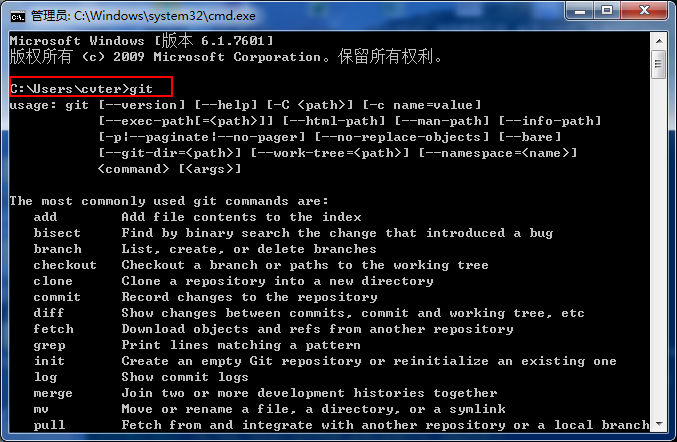 管理员: C:\Windows\system32\cmd.exe
Microsoft Windows [版本 6.1.7601]
版权所有 (c) 2009 Microsoft Corporation。保留所有权利。
C:\Users\cvter>git
usage: git [--version] [--help] [-C <path>] [-c name=value]
           [--exec-path[=<path>]] [--html-path] [--man-path] [--info-path]
           [-p¦--paginate¦--no-pager] [--no-replace-objects] [--bare]
           [--git-dir=<path>] [--work-tree=<path>] [--namespace=<name>]
           <command> [<args>]
The most commonly used git commands are:
   add        Add file contents to the index
   bisect     Find by binary search the change that introduced a bug
   branch     List, create, or delete branches
   checkout   Checkout a branch or paths to the working tree
   clone      Clone a repository into a new directory
   commit     Record changes to the repository
   diff       Show changes between commits, commit and working tree, etc
   fetch      Download objects and refs from another repository
   grep       Print lines matching a pattern
   init       Create an empty Git repository or reinitialize an existing one
   log        Show commit logs
   merge      Join two or more development histories together
   mv         Move or rename a file, a directory, or a symlink
   pull       Fetch from and integrate with another repository or a local branch